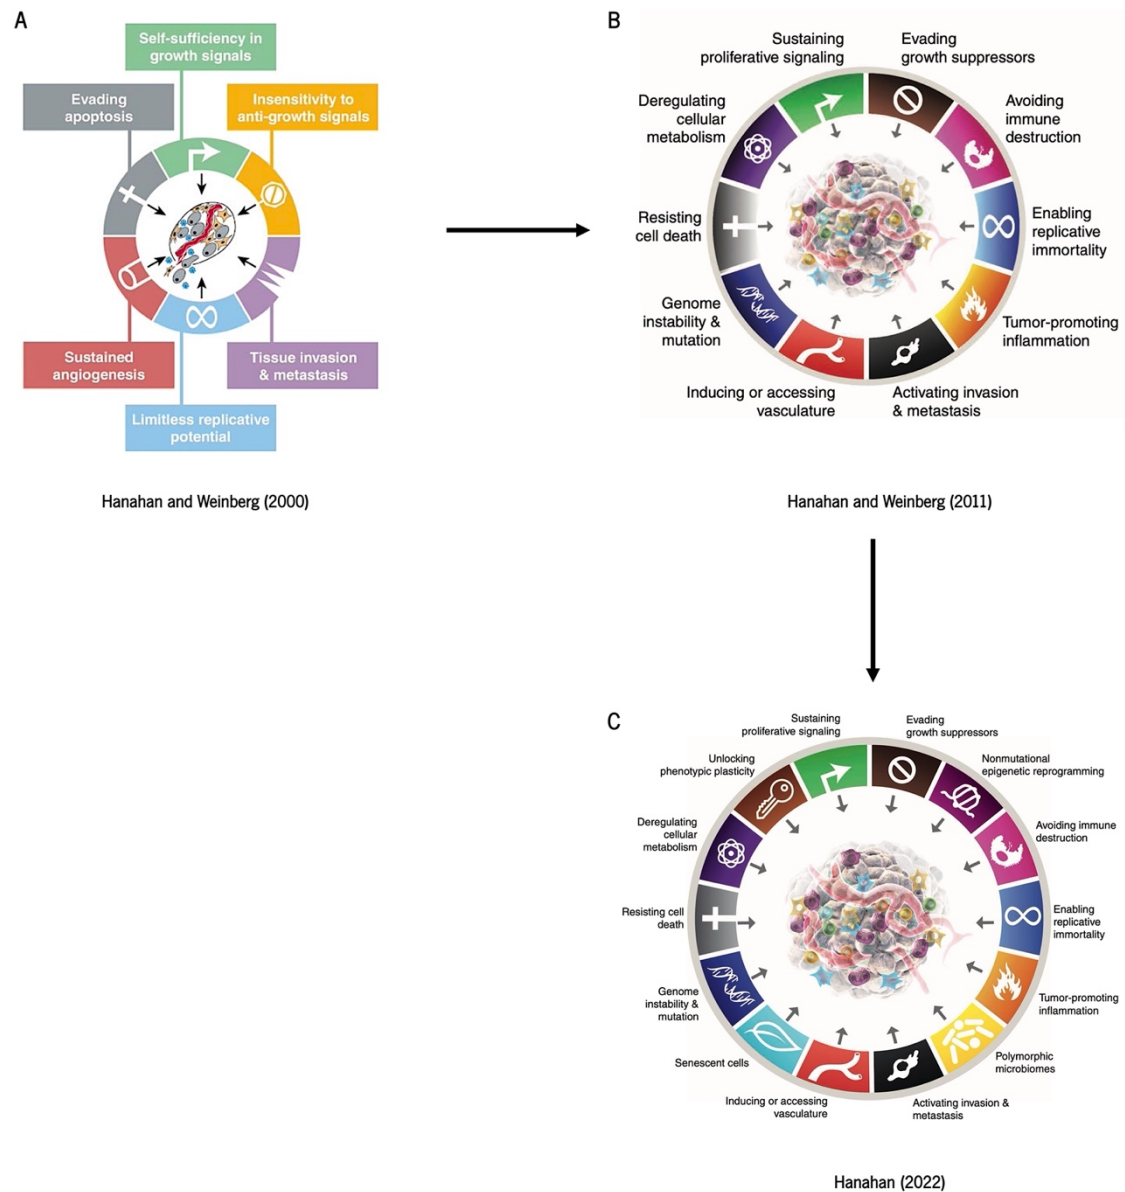 A
Self-sufficiency in
growth signals
Evading
apoptosis
Insensitivity to
anti-growth signals
Sustained
angiogenesis
Tissue invasion
& metastasis
Limitless replicative
potential
Hanahan and Weinberg (2000)
B
Sustaining
proliferative signaling
Evading
growth suppressors
Deregulating
cellular
metabolism
Avoiding
immune
destruction
Resisting
cell death
Enabling
replicative
immortality
Genome
instability &
mutation
Tumor-promoting
inflammation
Inducing or accessing
vasculature
Activating invasion
& metastasis
Hanahan and Weinberg (2011)
C
Sustaining
proliferative signaling
Evading
growth suppressors
Unlocking
phenotypic plasticity
Nonmutational
epigenetic reprogramming
Deregulating
cellular
metabolism
Avoiding immune
destruction
Resisting cell
death
Enabling
replicative
immortality
Genome
instability &
mutation
Tumor-promoting
inflammation
Senescent cells
Polymorphic
microbiomes
Inducing or accessing
vasculature
Activating invasion &
metastasis
Hanahan (2022)